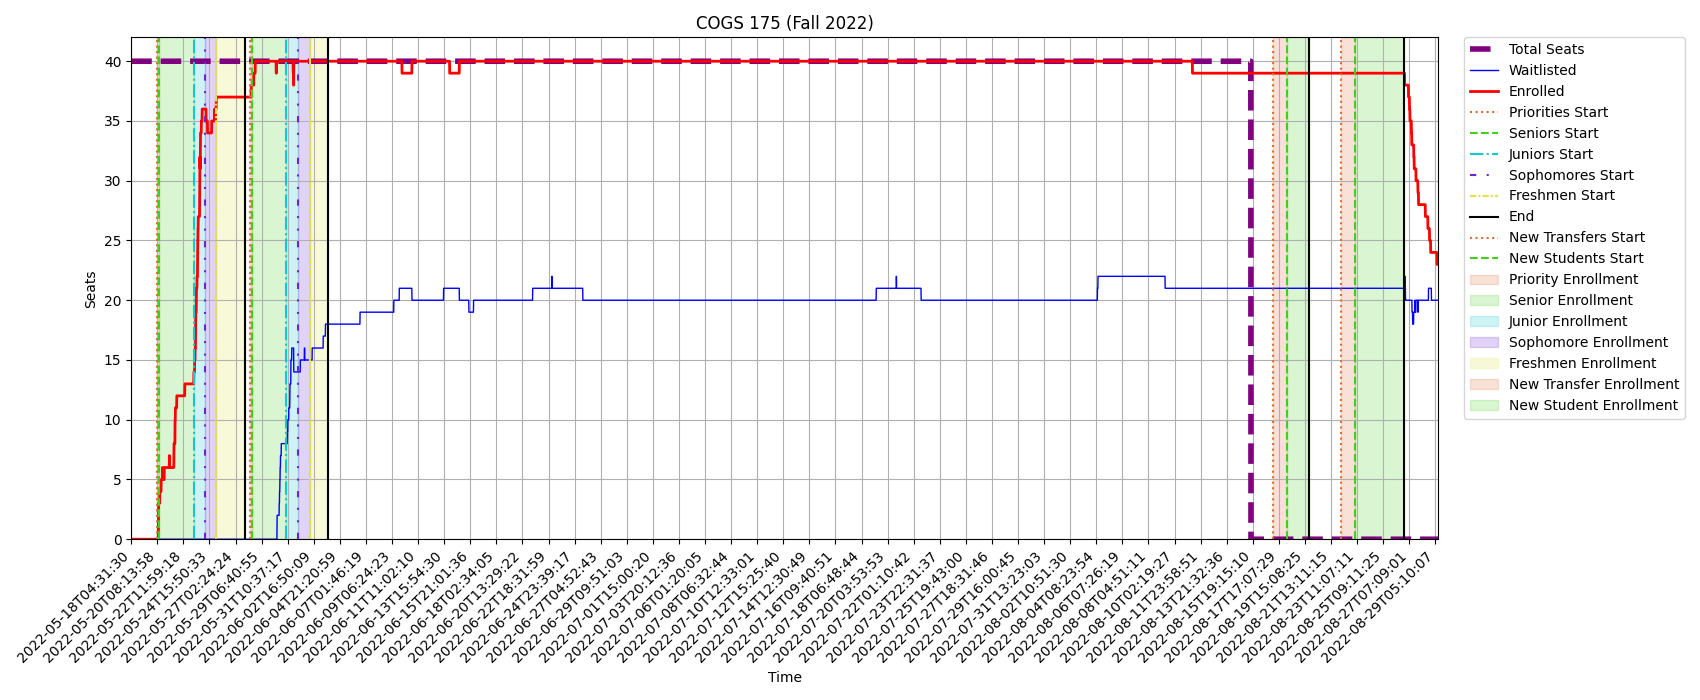 COGS 175 (Fall 2022)
Seats
40
35
30
25
20
15
10
5
0
2022-05-18T04:31:30
2022-05-20T08:13:58
2022-05-22T11:59:18
2022-05-24T15:50:33
2022-05-27T02:24:24
2022-05-29T06:40:55
2022-05-31T10:37:17
2022-06-02T16:50:09
2022-06-04T21:20:59
2022-06-07T01:46:19
2022-06-09T06:24:23
2022-06-11T11:02:10
2022-06-13T15:54:30
2022-06-15T21:01:36
2022-06-18T02:34:05
2022-06-20T13:29:22
2022-06-22T18:31:59
2022-06-24T23:39:17
2022-06-27T04:52:43
2022-06-29T09:51:03
2022-07-01T15:00:20
2022-07-03T20:12:36
2022-07-06T01:20:05
2022-07-08T06:32:44
2022-07-10T12:33:01
2022-07-12T15:25:40
2022-07-14T12:30:49
2022-07-16T09:40:51
2022-07-18T06:48:44
2022-07-20T03:53:53
2022-07-22T01:10:42
2022-07-23T22:31:37
2022-07-25T19:43:00
2022-07-27T18:31:46
2022-07-29T16:00:45
2022-07-31T13:23:03
2022-08-02T10:51:30
2022-08-04T08:23:54
2022-08-06T07:26:19
2022-08-08T04:51:11
2022-08-10T02:19:27
2022-08-11T23:58:51
2022-08-13T21:32:36
2022-08-15T19:15:10
2022-08-17T17:07:29
2022-08-19T15:08:25
2022-08-21T13:11:15
2022-08-23T11:07:11
2022-08-25T09:11:25
2022-08-27T07:09:01
2022-08-29T05:10:07
Time
Total Seats
Waitlisted
Enrolled
Priorities Start
Seniors Start
Juniors Start
Sophomores Start
Freshmen Start
End
New Transfers Start
New Students Start
Priority Enrollment
Senior Enrollment
Junior Enrollment
Sophomore Enrollment
Freshmen Enrollment
New Transfer Enrollment
New Student Enrollment